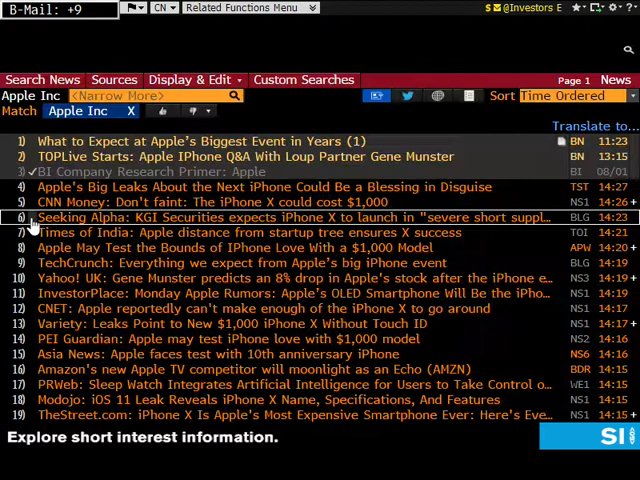 B-Mail: +9
CN
Related Functions Menu
$ @Investors E
Search News Sources Display & Edit Custom Searches Page 1 News
Apple Inc <Narrow More> Sort Time Ordered
Match Apple Inc X
Translate to...
1) What to Expect at Apple's Biggest Event in Years (1) BN 11:23
2) TOPLive Starts: Apple IPhone Q&A With Loup Partner Gene Munster BN 13:15
3) ✓BI Company Research Primer: Apple BI 08/01
4) Apple's Big Leaks About the Next iPhone Could Be a Blessing in Disguise TST 14:27
5) CNN Money: Don't faint: The iPhone X could cost $1,000 NS1 14:26+
6) Seeking Alpha: KGI Securities expects iPhone X to launch in "severe short suppl... BLG 14:23
7) Times of India: Apple distance from startup tree ensures X success TOI 14:21
8) Apple May Test the Bounds of IPhone Love With a $1,000 Model APW 14:20+
9) TechCrunch: Everything we expect from Apple's big iPhone event BLG 14:19
10) Yahoo! UK: Gene Munster predicts an 8% drop in Apple's stock after the iPhone e... NS3 14:19+
11) InvestorPlace: Monday Apple Rumors: Apple's OLED Smartphone Will Be the iPho... NS1 14:19
12) CNET: Apple reportedly can't make enough of the iPhone X to go around NS1 14:17
13) Variety: Leaks Point to New $1,000 iPhone X Without Touch ID NS1 14:17+
14) PEI Guardian: Apple may test iPhone love with $1,000 model NS2 14:16
15) Asia News: Apple faces test with 10th anniversary iPhone NS6 14:16
16) Amazon's new Apple TV competitor will moonlight as an Echo (AMZN) BDR 14:16
17) PRWeb: Sleep Watch Integrates Artificial Intelligence for Users to Take Control o... WE1 14:15
18) Modojo: iOS 11 Leak Reveals iPhone X Name, Specifications, And Features NS1 14:15
19) TheStreet.com: iPhone X Is Apple's Most Expensive Smartphone Ever: Here's Eve... NS1 14:15+
Explore short interest information. SI